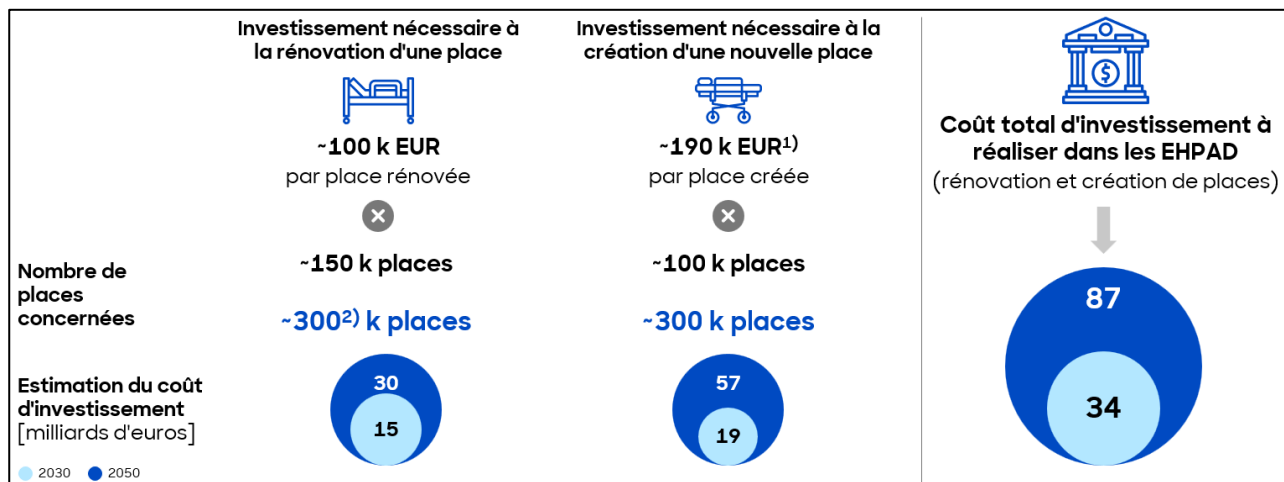 Investissement nécessaire à
la rénovation d'une place
~100 k EUR
par place rénovée
Investissement nécessaire à la
création d'une nouvelle place
~190 k EUR¹⁾
par place créée
$
Coût total d'investissement à
réaliser dans les EHPAD
(rénovation et création de places)
Nombre de
places
concernées
~150 k places
~300²⁾ k places
~100 k places
~300 k places
Estimation du coût
d'investissement
[milliards d'euros]
30
15
57
19
87
34
2030
2050